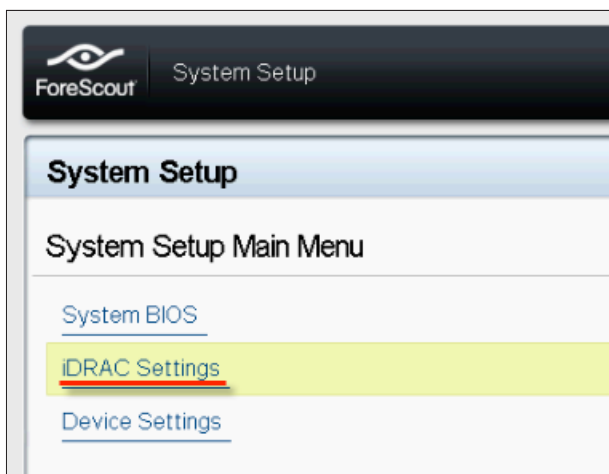 ForeScout
System Setup
System Setup
System Setup Main Menu
System BIOS
iDRAC Settings
Device Settings